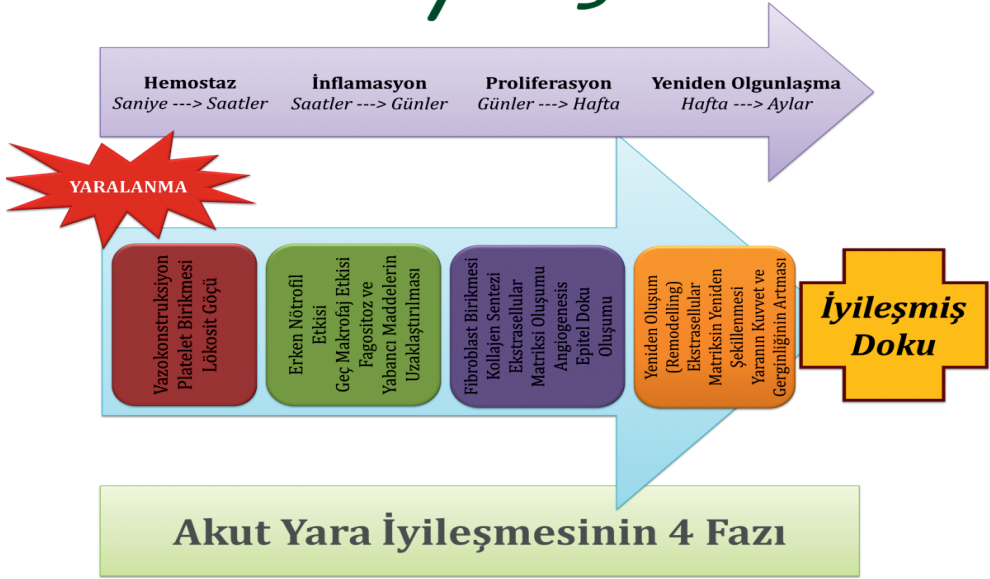 Hemostaz
Saniye ---> Saatler
İnflamasyon
Saatler ---> Günler
Proliferasyon
Günler ---> Hafta
Yeniden Olgunlaşma
Hafta ---> Aylar
YARALANMA
Vazokonstruksiyon
Platelet Birikmesi
Lökosit Göçü
Erken Nötrofil
Etkisi
Geç Makrofaj Etkisi
Fagositoz ve
Yabancı Maddelerin
Uzaklaştırılması
Fibroblast Birikmesi
Kollajen Sentezi
Ekstrasellular
Matriksi Oluşumu
Angiogenesis
Epitel Doku
Oluşumu
Yeniden Oluşum
(Remodelling)
Ekstrasellular
Matriksin Yeniden
Şekillenmesi
Yaranın Kuvvet ve
Gerginliğinin Artması
İyileşmiş
Doku
Akut Yara İyileşmesinin 4 Fazı